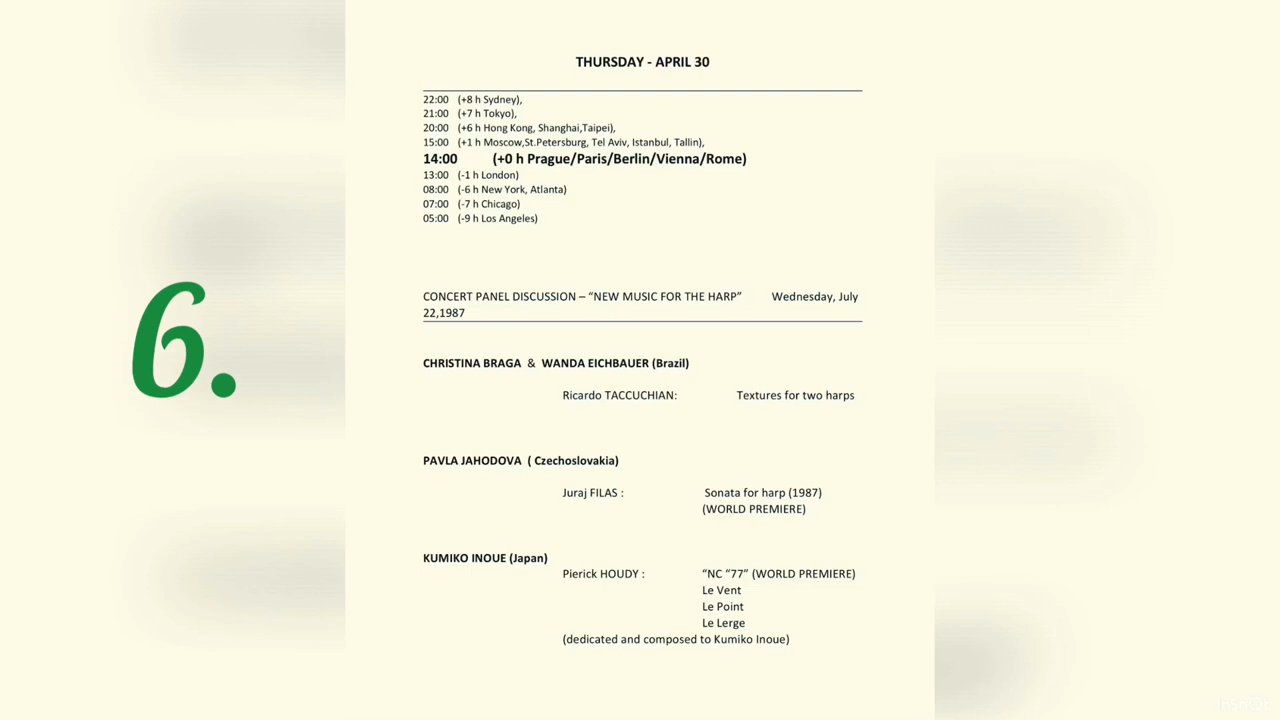 THURSDAY - APRIL 30
22:00 (+8 h Sydney),
21:00 (+7 h Tokyo),
20:00 (+6 h Hong Kong, Shanghai,Taipei),
15:00 (+1 h Moscow,St.Petersburg, Tel Aviv, Istanbul, Tallin),
14:00 (+0 h Prague/Paris/Berlin/Vienna/Rome)
13:00 (-1 h London)
08:00 (-6 h New York, Atlanta)
07:00 (-7 h Chicago)
05:00 (-9 h Los Angeles)
6.
CONCERT PANEL DISCUSSION – “NEW MUSIC FOR THE HARP” Wednesday, July
22,1987
CHRISTINA BRAGA & WANDA EICHBAUER (Brazil)
Ricardo TACCUCHIAN: Textures for two harps
PAVLA JAHODOVA ( Czechoslovakia)
Juraj FILAS : Sonata for harp (1987)
(WORLD PREMIERE)
KUMIKO INOUE (Japan)
Pierick HOUDY : “NC “77” (WORLD PREMIERE)
Le Vent
Le Point
Le Lerge
(dedicated and composed to Kumiko Inoue)